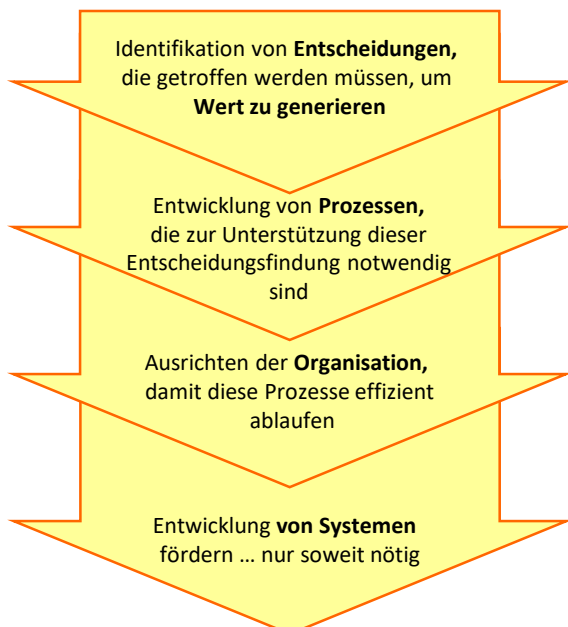 Identifikation von Entscheidungen,
die getroffen werden müssen, um
Wert zu generieren
Entwicklung von Prozessen,
die zur Unterstützung dieser
Entscheidungsfindung notwendig
sind
Ausrichten der Organisation,
damit diese Prozesse effizient
ablaufen
Entwicklung von Systemen
fördern … nur soweit nötig